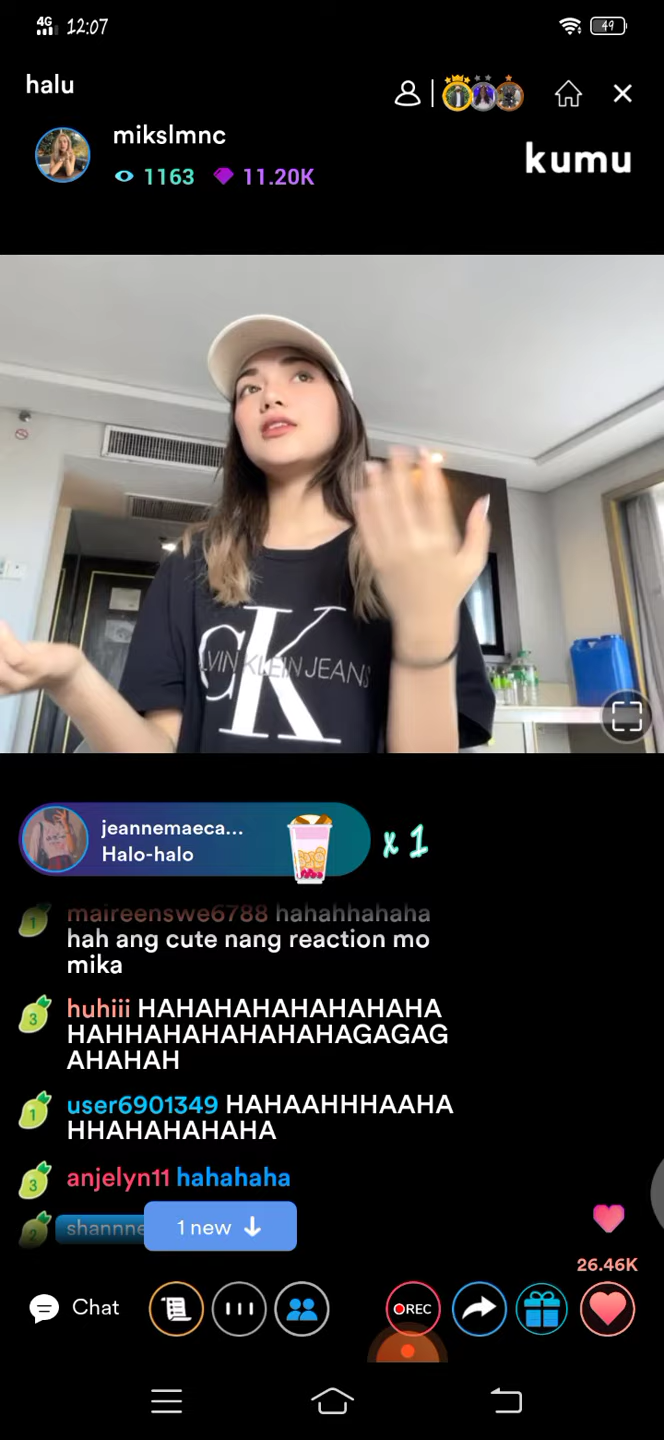 4G 12:07 49
halu
mikslmnc
1163 11.20K
kumu
CK
LVIN KLEIN JEANS
jeannemaeca...
Halo-halo
x 1
1 maireenswe6788 hahahhahaha
hah ang cute nang reaction mo
mika
3 huhiii HAHAHAHAHAHAHAHA
HAHHAHAHAHAHAHAGAGAG
AHAHAH
1 user6901349 HAHAAHHHAAHA
HHAHAHAHAHA
3 anjelyn11 hahahaha
2 shannne
1 new
26.46K
Chat
REC